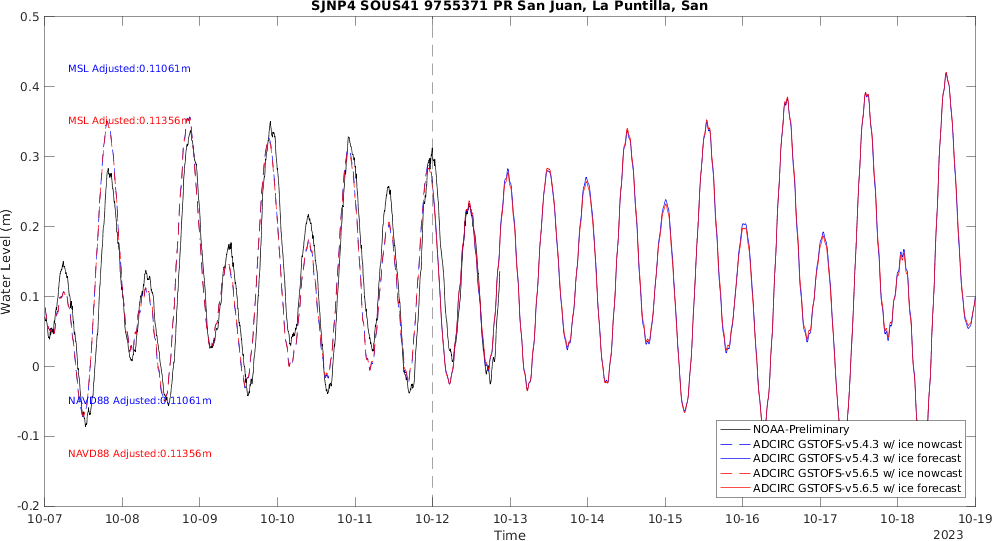 SJNP4 SOUS41 9755371 PR San Juan, La Puntilla, San
0.5
0.4
0.3
0.2
0.1
0
-0.1
-0.2
Water Level (m)
MSL Adjusted:0.11061m
MSL Adjusted:0.11356m
NAVD88 Adjusted:0.11061m
NAVD88 Adjusted:0.11356m
NOAA-Preliminary
ADCIRC GSTOFS-v5.4.3 w/ ice nowcast
ADCIRC GSTOFS-v5.4.3 w/ ice forecast
ADCIRC GSTOFS-v5.6.5 w/ ice nowcast
ADCIRC GSTOFS-v5.6.5 w/ ice forecast
10-07 10-08 10-09 10-10 10-11 10-12 10-13 10-14 10-15 10-16 10-17 10-18 10-19
Time
2023